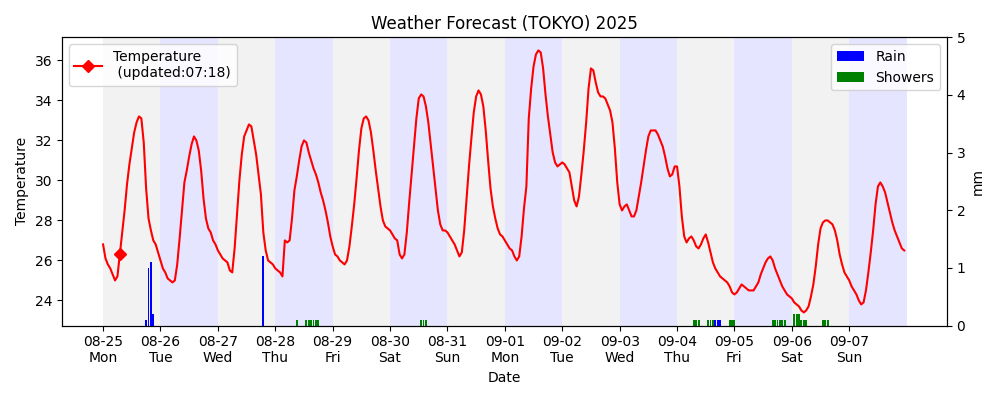 Weather Forecast (TOKYO) 2025
Temperature
(updated:07:18)
Rain
Showers
Temperature
36
34
32
30
28
26
24
5
4
3
2
1
0
mm
08-25 08-26 08-27 08-28 08-29 08-30 08-31 09-01 09-02 09-03 09-04 09-05 09-06 09-07
Mon Tue Wed Thu Fri Sat Sun Mon Tue Wed Thu Fri Sat Sun
Date